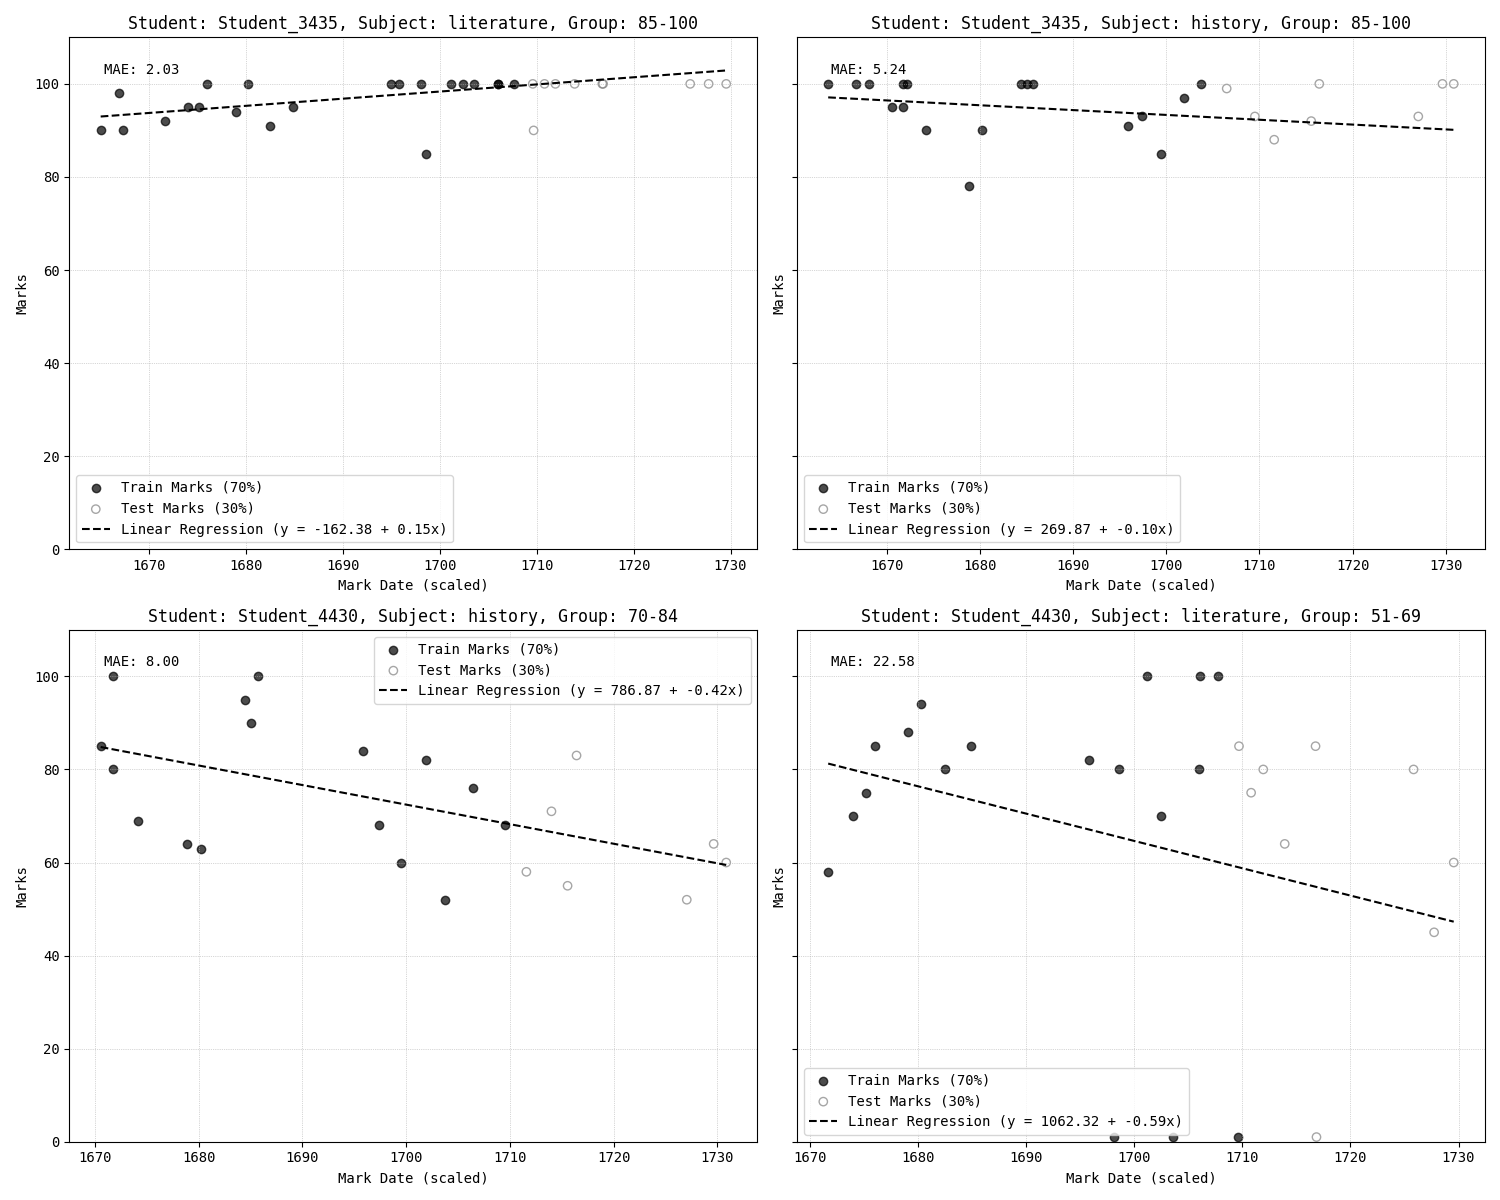 Student: Student_3435, Subject: literature, Group: 85-100
MAE: 2.03
100
80
60
40
20
0
Marks
Train Marks (70%)
Test Marks (30%)
Linear Regression (y = -162.38 + 0.15x)
1670 1680 1690 1700 1710 1720 1730
Mark Date (scaled)
Student: Student_3435, Subject: history, Group: 85-100
MAE: 5.24
Marks
Train Marks (70%)
Test Marks (30%)
Linear Regression (y = 269.87 + -0.10x)
1670 1680 1690 1700 1710 1720 1730
Mark Date (scaled)
Student: Student_4430, Subject: history, Group: 70-84
MAE: 8.00
Train Marks (70%)
Test Marks (30%)
Linear Regression (y = 786.87 + -0.42x)
100
80
60
40
20
0
Marks
1670 1680 1690 1700 1710 1720 1730
Mark Date (scaled)
Student: Student_4430, Subject: literature, Group: 51-69
MAE: 22.58
Marks
Train Marks (70%)
Test Marks (30%)
Linear Regression (y = 1062.32 + -0.59x)
1670 1680 1690 1700 1710 1720 1730
Mark Date (scaled)